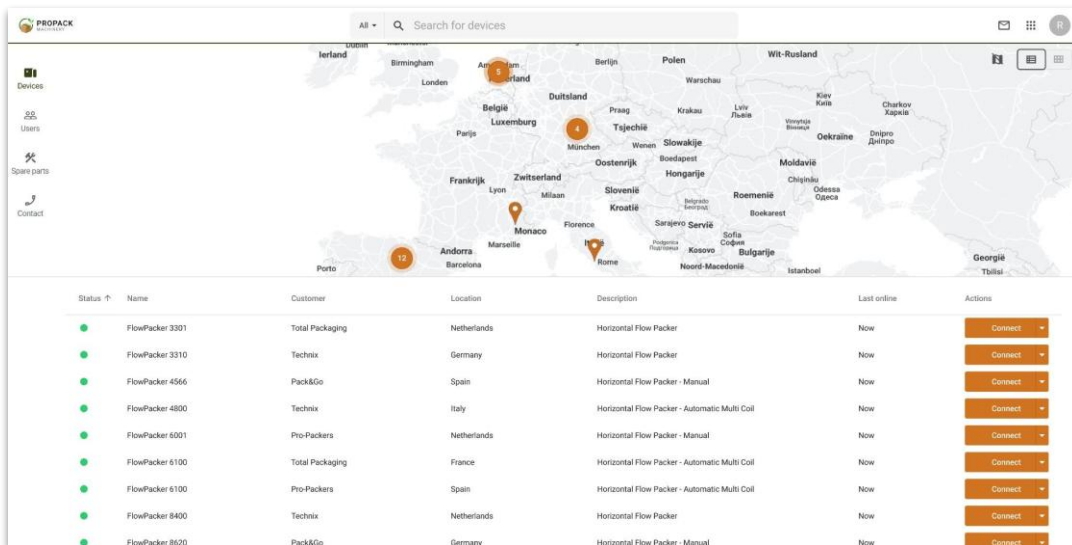 PROPACK
MACHINERY
All
Search for devices
R
Devices
Users
Spare parts
Contact
Ierland
Dublin
Birmingham
Londen
Berlijn
Polen
Wit-Rusland
Warschau
Duitsland
België
Luxemburg
Praag
Krakau
Lviv
Львів
Kiev
Київ
Charkov
Харків
Vinnytsja
Вінниця
Oekraïne
Dnipro
Дніпро
Parijs
Tsjechië
München
Wenen
Slowakije
Oostenrijk
Boedapest
Hongarije
Moldavië
Chișinău
Frankrijk
Zwitserland
Lyon
Milaan
Slovenië
Kroatië
Belgrado
Београд
Roemenië
Odessa
Одеса
Boekarest
Monaco
Florence
Sarajevo
Servië
Sofia
София
Podgorica
Подгорица
Kosovo
Bulgarije
Andorra
Marseille
Barcelona
Porto
Rome
Noord-Macedonië
Istanboel
Georgië
Tbilisi
5
4
12
Status Name Customer Location Description Last online Actions
FlowPacker 3301 Total Packaging Netherlands Horizontal Flow Packer Now Connect
FlowPacker 3310 Technix Germany Horizontal Flow Packer Now Connect
FlowPacker 4566 Pack&Go Spain Horizontal Flow Packer - Manual Now Connect
FlowPacker 4800 Technix Italy Horizontal Flow Packer - Automatic Multi Coil Now Connect
FlowPacker 6001 Pro-Packers Netherlands Horizontal Flow Packer - Manual Now Connect
FlowPacker 6100 Total Packaging France Horizontal Flow Packer - Automatic Multi Coil Now Connect
FlowPacker 6100 Pro-Packers Spain Horizontal Flow Packer - Automatic Multi Coil Now Connect
FlowPacker 8400 Technix Netherlands Horizontal Flow Packer Now Connect
FlowPacker 8620 Pack&Go Germany Horizontal Flow Packer - Manual Now Connect